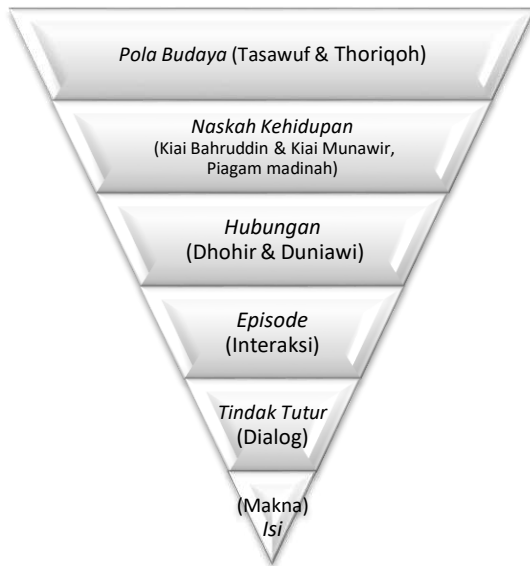 Pola Budaya (Tasawuf & Thoriqoh)
Naskah Kehidupan
(Kiai Bahruddin & Kiai Munawir,
Piagam madinah)
Hubungan
(Dhohir & Duniawi)
Episode
(Interaksi)
Tindak Tutur
(Dialog)
(Makna)
Isi